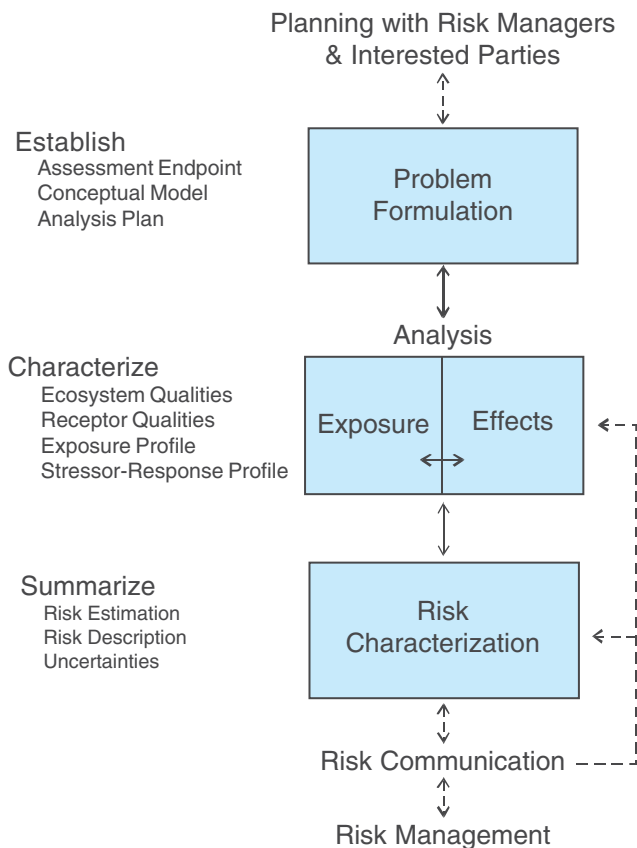 Planning with Risk Managers
& Interested Parties
Establish
Assessment Endpoint
Conceptual Model
Analysis Plan
Problem
Formulation
Analysis
Characterize
Ecosystem Qualities
Receptor Qualities
Exposure Profile
Stressor-Response Profile
Exposure
Effects
Summarize
Risk Estimation
Risk Description
Uncertainties
Risk
Characterization
Risk Communication
Risk Management